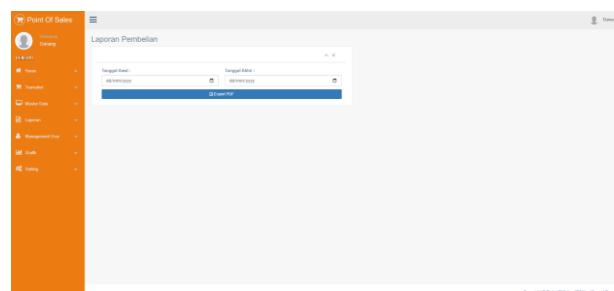 Point Of Sales
Danang
Laporan Pembelian
Tanggal Awal :
Tanggal Akhir :
dd/mm/yyyy
dd/mm/yyyy
Export PDF
Home
Transaksi
Master Data
Laporan
Management User
Grafik
Setting